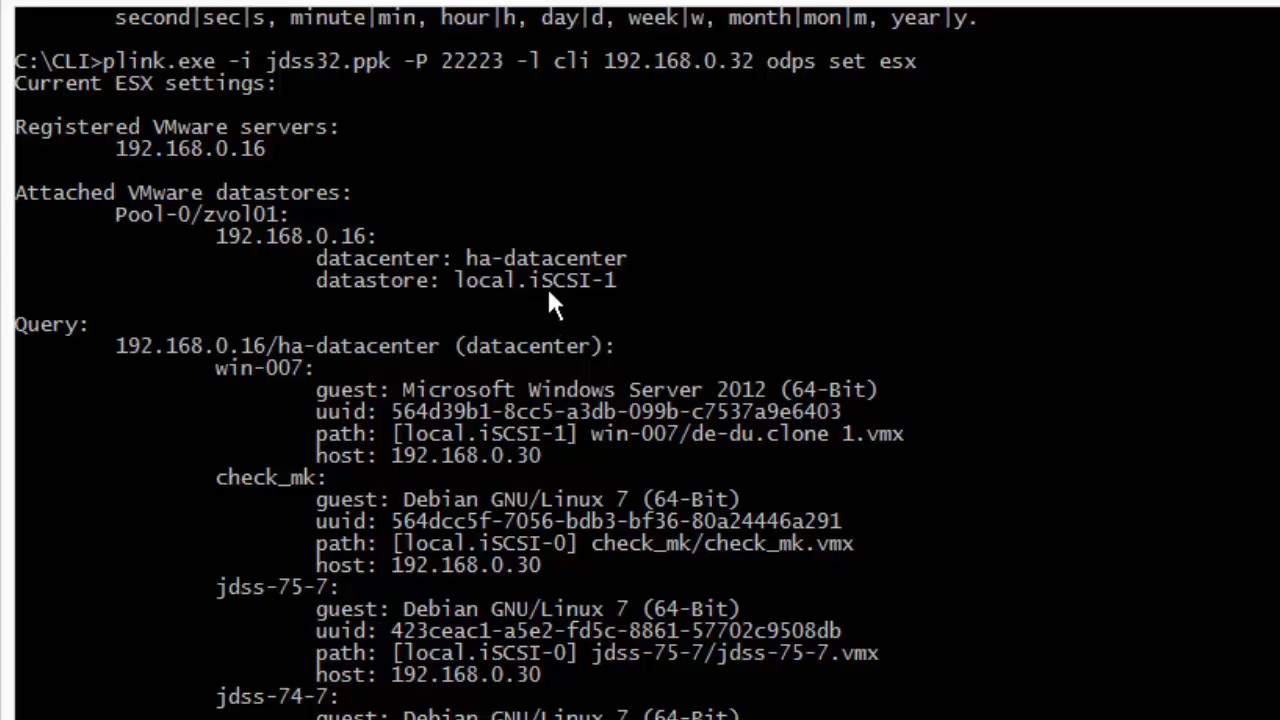 second|sec|s, minute|min, hour|h, day|d, week|w, month|mon|m, year|y.
C:\CLI>plink.exe -i jdss32.ppk -P 22223 -l cli 192.168.0.32 odps set esx
Current ESX settings:
Registered VMware servers:
192.168.0.16
Attached VMware datastores:
Pool-0/zvol01:
192.168.0.16:
datacenter: ha-datacenter
datastore: local.iSCSI-1
Query:
192.168.0.16/ha-datacenter (datacenter):
win-007:
guest: Microsoft Windows Server 2012 (64-Bit)
uuid: 564d39b1-8cc5-a3db-099b-c7537a9e6403
path: [local.iSCSI-1] win-007/de-du.clone 1.vmx
host: 192.168.0.30
check_mk:
guest: Debian GNU/Linux 7 (64-Bit)
uuid: 564dcc5f-7056-bdb3-bf36-80a24446a291
path: [local.iSCSI-0] check_mk/check_mk.vmx
host: 192.168.0.30
jdss-75-7:
guest: Debian GNU/Linux 7 (64-Bit)
uuid: 423ceac1-a5e2-fd5c-8861-57702c9508db
path: [local.iSCSI-0] jdss-75-7/jdss-75-7.vmx
host: 192.168.0.30
jdss-74-7:
guest: Debian GNU/Linux 7 (64-Bit)